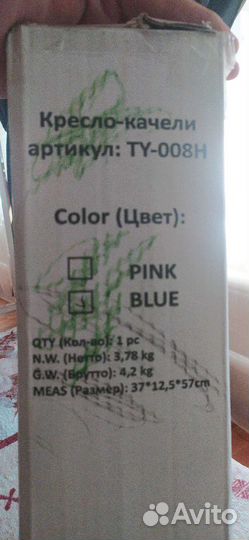 Кресло-качели
артикул: TY-008H
Color (Цвет):
PINK
BLUE
QTY (Кол-во): 1 pc
N.W. (Нетто): 3,78 kg
G.W. (Брутто): 4,2 kg
MEAS (Размер): 37*12,5*57cm
Avito